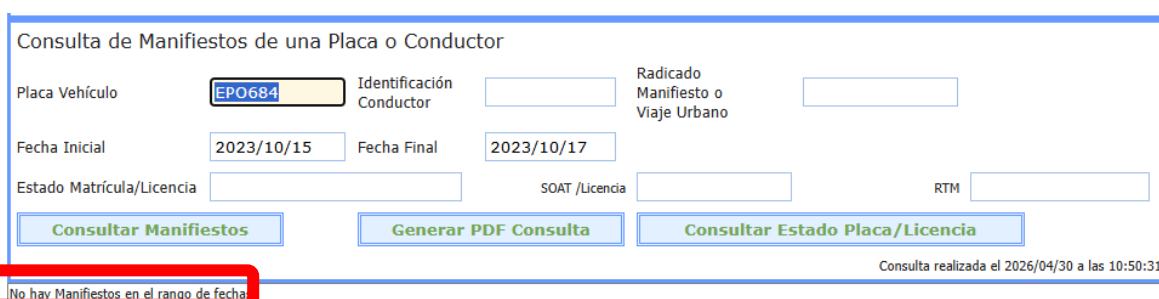 Consulta de Manifiestos de una Placa o Conductor
Placa Vehículo EPO684 Identificación Conductor Radicado Manifiesto o Viaje Urbano
Fecha Inicial 2023/10/15 Fecha Final 2023/10/17
Estado Matrícula/Licencia SOAT /Licencia RTM
Consultar Manifiestos Generar PDF Consulta Consultar Estado Placa/Licencia
Consulta realizada el 2026/04/30 a las 10:50:31
No hay Manifiestos en el rango de fechas